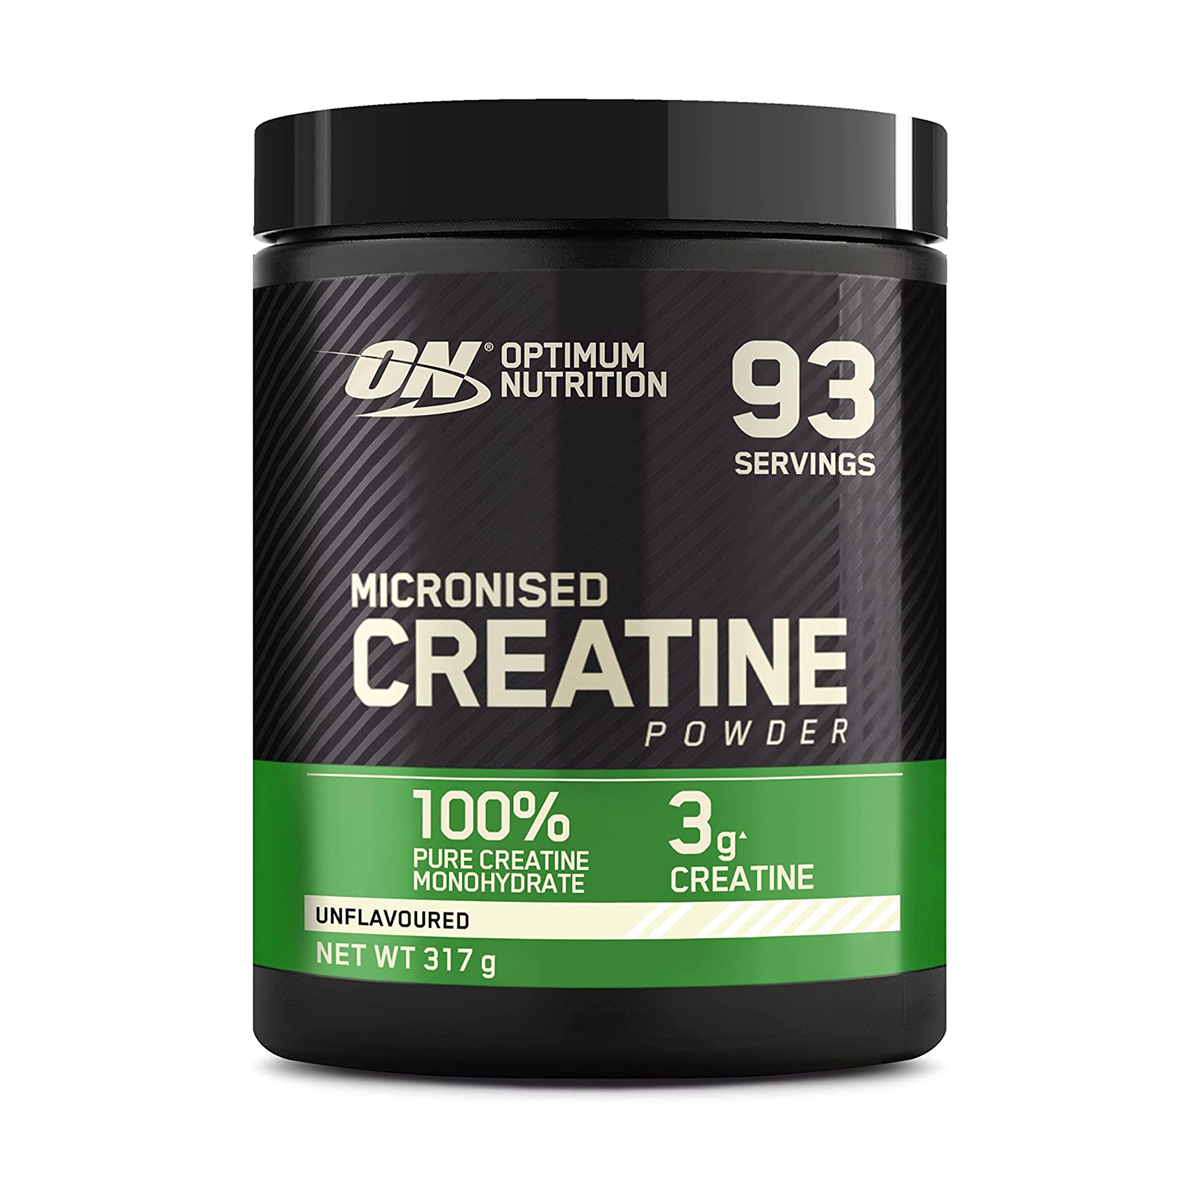 ON® OPTIMUM
NUTRITION
93
SERVINGS
MICRONISED
CREATINE
POWDER
100%
PURE CREATINE
MONOHYDRATE
3g▲
CREATINE
UNFLAVOURED
NET WT 317 g